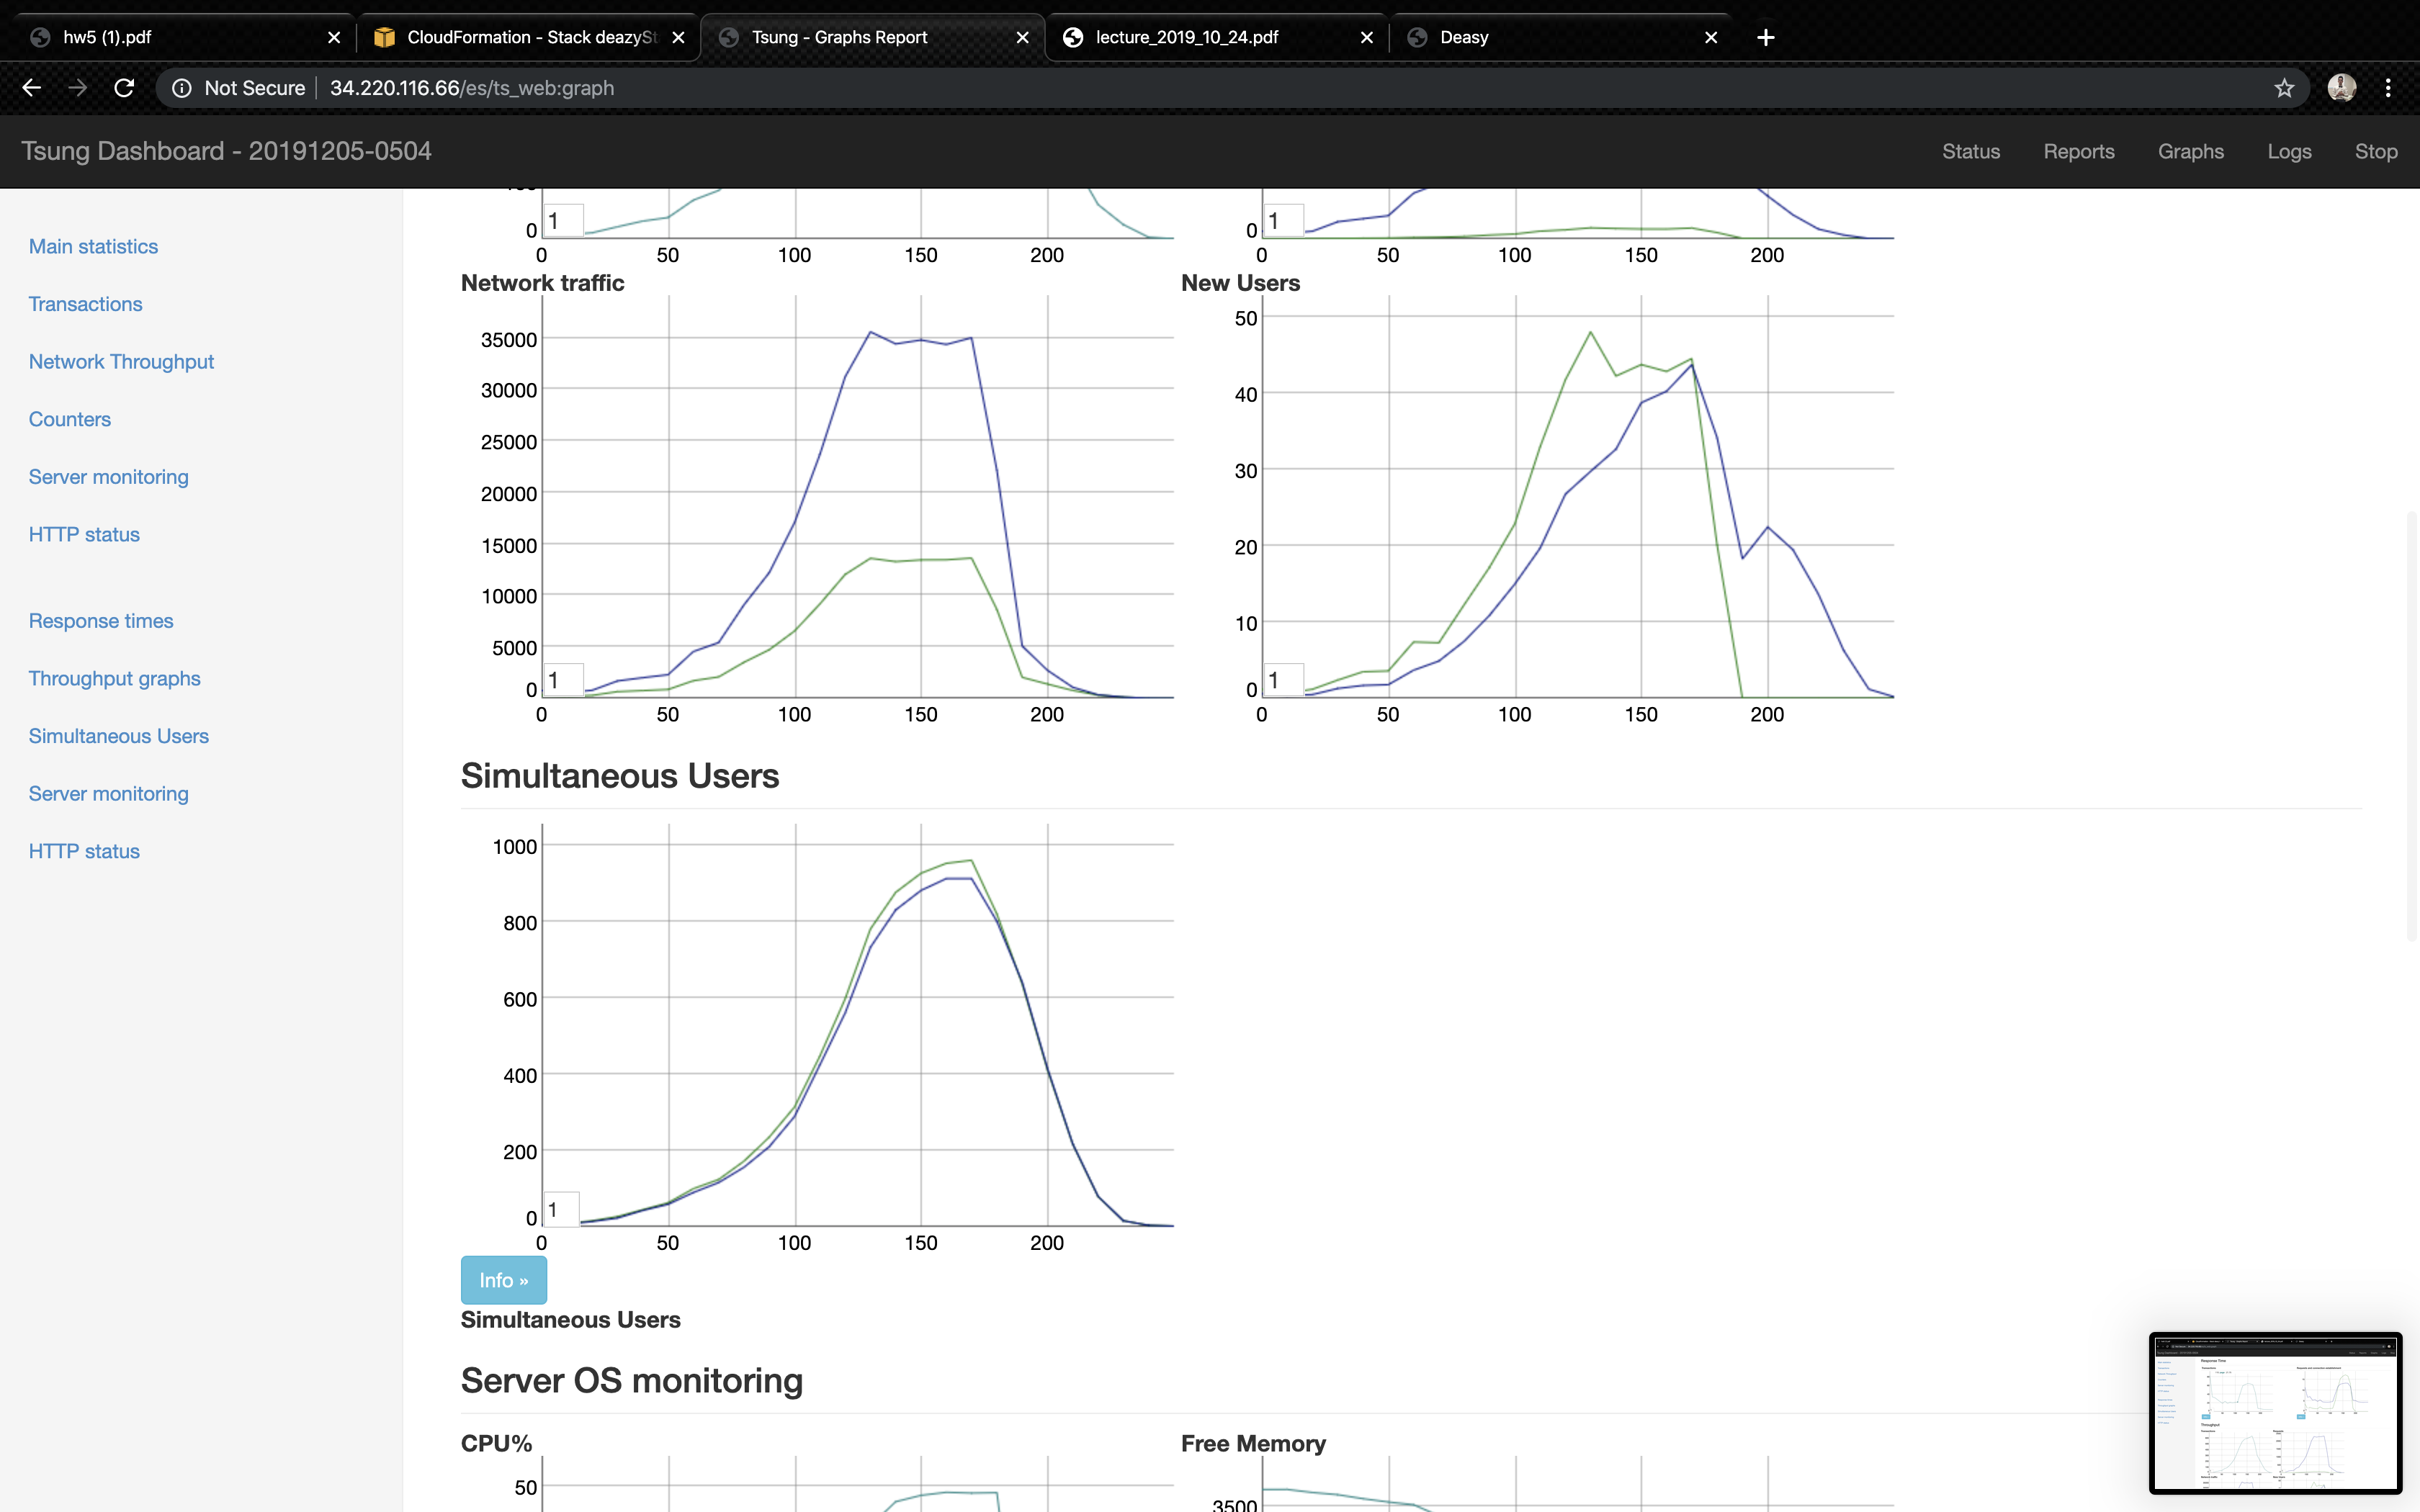 hw5 (1).pdf
CloudFormation - Stack deazySt
Tsung - Graphs Report
lecture_2019_10_24.pdf
Deasy
Not Secure
34.220.116.66/es/ts_web:graph
Tsung Dashboard - 20191205-0504
Status
Reports
Graphs
Logs
Stop
Main statistics
Transactions
Network Throughput
Counters
Server monitoring
HTTP status
Response times
Throughput graphs
Simultaneous Users
Server monitoring
HTTP status
0
1
0 50 100 150 200
0
1
0 50 100 150 200
Network traffic
35000
30000
25000
20000
15000
10000
5000
0
1
0 50 100 150 200
New Users
50
40
30
20
10
0
1
0 50 100 150 200
Simultaneous Users
1000
800
600
400
200
0
1
0 50 100 150 200
Info »
Simultaneous Users
Server OS monitoring
CPU%
50
Free Memory
3500